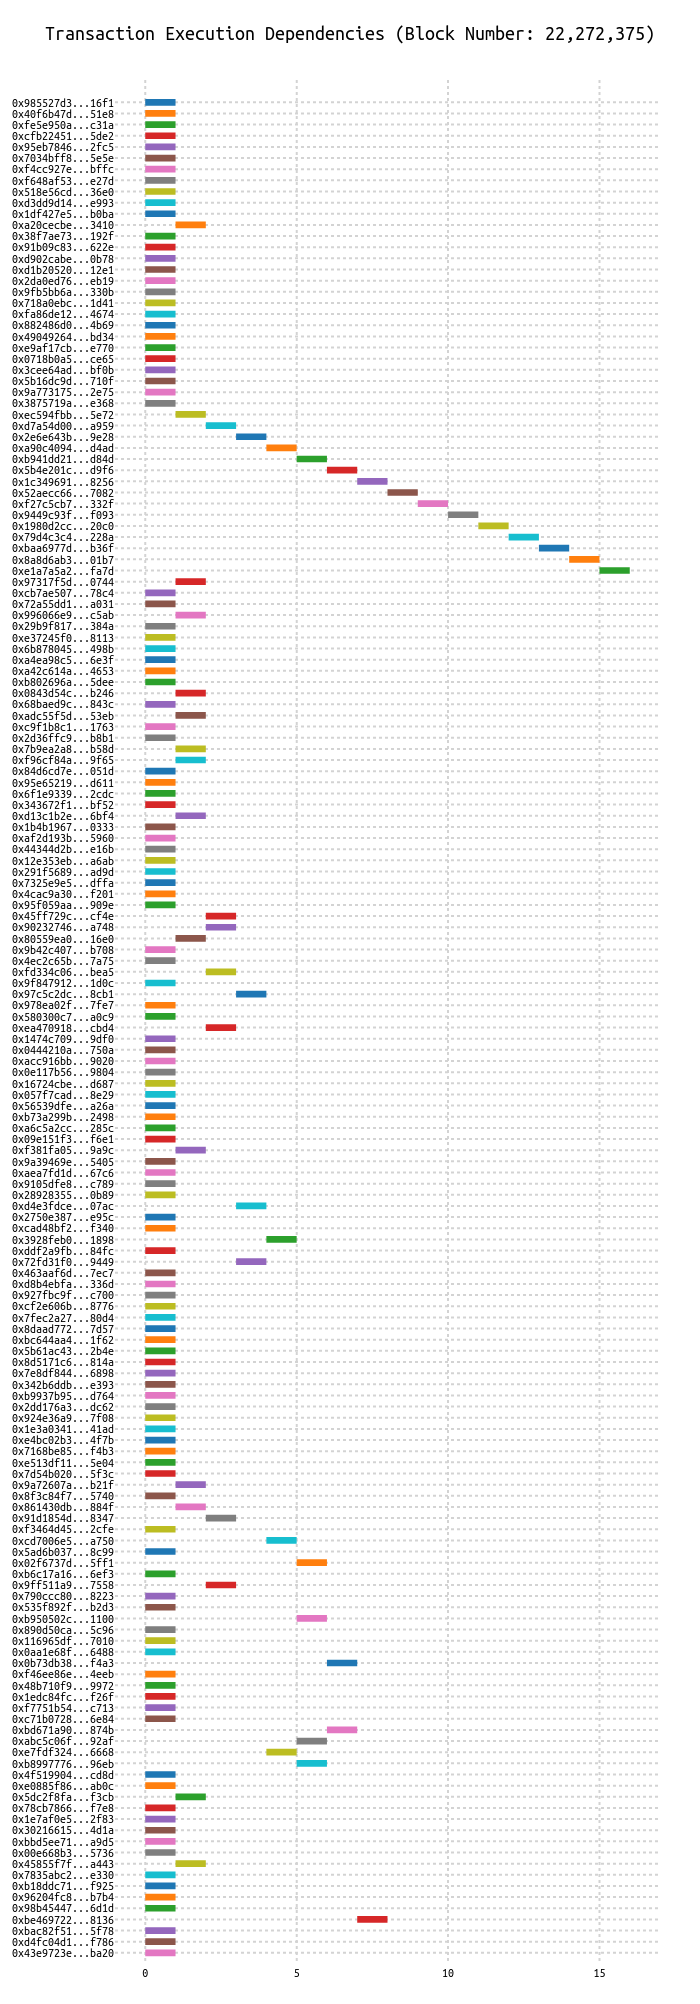 Transaction Execution Dependencies (Block Number: 22,272,375)
0x985527d3...16f1
0x40f6b47d...51e8
0xfe5e950a...c31a
0xcfb22451...5de2
0x95eb7846...2fc5
0x7034bff8...5e5e
0xf4cc927e...bffc
0xf648af53...e27d
0x518e56cd...36e0
0xd3dd9d14...e993
0x1df427e5...b0ba
0xa20cecbe...3410
0x38f7ae73...192f
0x91b09c83...622e
0xd902cabe...0b78
0xd1b20520...12e1
0x2da0ed76...eb19
0x9fb5bb6a...330b
0x718a0ebc...1d41
0xfa86de12...4674
0x882486d0...4b69
0x49049264...bd34
0xe9af17cb...e770
0x0718b0a5...ce65
0x3cee64ad...bf0b
0x5b16dc9d...710f
0x9a773175...2e75
0x3875719a...e368
0xec594fbb...5e72
0xd7a54d00...a959
0x2e6e643b...9e28
0xa90c4094...d4ad
0xb941dd21...d84d
0x5b4e201c...d9f6
0x1c349691...8256
0x52aecc66...7082
0xf27c5cb7...332f
0x9449c93f...f093
0x1980d2cc...20c0
0x79d4c3c4...228a
0xbaa6977d...b36f
0x8a8d6ab3...01b7
0xe1a7a5a2...fa7d
0x97317f5d...0744
0xcb7ae507...78c4
0x72a55dd1...a031
0x996066e9...c5ab
0x29b9f817...384a
0xe37245f0...8113
0x6b878045...498b
0xa4ea98c5...6e3f
0xa42c614a...4653
0xb802696a...5dee
0x0843d54c...b246
0x68baed9c...843c
0xadc55f5d...53eb
0xc9f1b8c1...1763
0x2d36ffc9...b8b1
0x7b9ea2a8...b58d
0xf96cf84a...9f65
0x84d6cd7e...051d
0x95e65219...d611
0x6f1e9339...2cdc
0x343672f1...bf52
0xd13c1b2e...6bf4
0x1b4b1967...0333
0xaf2d193b...5960
0x44344d2b...e16b
0x12e353eb...a6ab
0x291f5689...ad9d
0x7325e9e5...dffa
0x4cac9a30...f201
0x95f059aa...909e
0x45ff729c...cf4e
0x90232746...a748
0x80559ea0...16e0
0x9b42c407...b708
0x4ec2c65b...7a75
0xfd334c06...bea5
0x9f847912...1d0c
0x97c5c2dc...8cb1
0x978ea02f...7fe7
0x580300c7...a0c9
0xea470918...cbd4
0x1474c709...9df0
0x0444210a...750a
0xacc916bb...9020
0x0e117b56...9804
0x16724cbe...d687
0x057f7cad...8e29
0x56539dfe...a26a
0xb73a299b...2498
0xa6c5a2cc...285c
0x09e151f3...f6e1
0xf381fa05...9a9c
0x9a39469e...5405
0xaea7fd1d...67c6
0x9105dfe8...c789
0x28928355...0b89
0xd4e3fdce...07ac
0x2750e387...e95c
0xcad48bf2...f340
0x3928feb0...1898
0xddf2a9fb...84fc
0x72fd31f0...9449
0x463aaf6d...7ec7
0xd8b4ebfa...336d
0x927fbc9f...c700
0xcf2e606b...8776
0x7fec2a27...80d4
0x8daad772...7d57
0xbc644aa4...1f62
0x5b61ac43...2b4e
0x8d5171c6...814a
0x7e8df844...6898
0x342b6ddb...e393
0xb9937b95...d764
0x2dd176a3...dc62
0x924e36a9...7f08
0x1e3a0341...41ad
0xe4bc02b3...4f7b
0x7168be85...f4b3
0xe513df11...5e04
0x7d54b020...5f3c
0x9a72607a...b21f
0x8f3c84f7...5740
0x861430db...884f
0x91d1854d...8347
0xf3464d45...2cfe
0xcd7006e5...a750
0x5ad6b037...8c99
0x02f6737d...5ff1
0xb6c17a16...6ef3
0x9ff511a9...7558
0x790ccc80...8223
0x535f892f...b2d3
0xb950502c...1100
0x890d50ca...5c96
0x116965df...7010
0x0aa1e68f...6488
0x0b73db38...f4a3
0xf46ee86e...4eeb
0x48b710f9...9972
0x1edc84fc...f26f
0xf7751b54...c713
0xc71b0728...6e84
0xbd671a90...874b
0xabc5c06f...92af
0xe7fdf324...6668
0xb8997776...96eb
0x4f519904...cd8d
0xe0885f86...ab0c
0x5dc2f8fa...f3cb
0x78cb7866...f7e8
0x1e7af0e5...2f83
0x30216615...4d1a
0xbbd5ee71...a9d5
0x00e668b3...5736
0x45855f7f...a443
0x7835abc2...e330
0xb18ddc71...f925
0x96204fc8...b7b4
0x98b45447...6d1d
0xbe469722...8136
0xbac82f51...5f78
0xd4fc04d1...f786
0x43e9723e...ba20
0 5 10 15